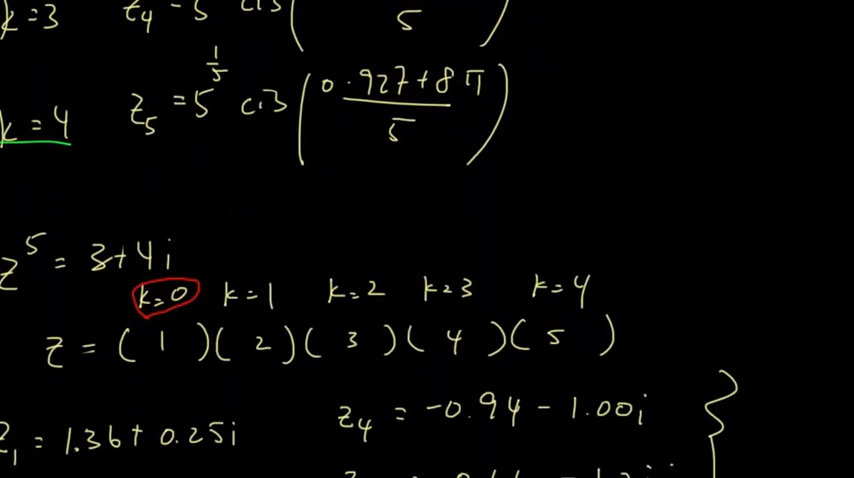 k=3 z₄ = 5 cis( 5 )
k=4 z₅ = 5^(1/5) cis( (0.927+8π)/5 )
z⁵ = 3+4i
k=0 k=1 k=2 k=3 k=4
z = ( 1 )( 2 )( 3 )( 4 )( 5 )
z₁ = 1.36+ 0.25i z₄ = -0.94 - 1.00i }